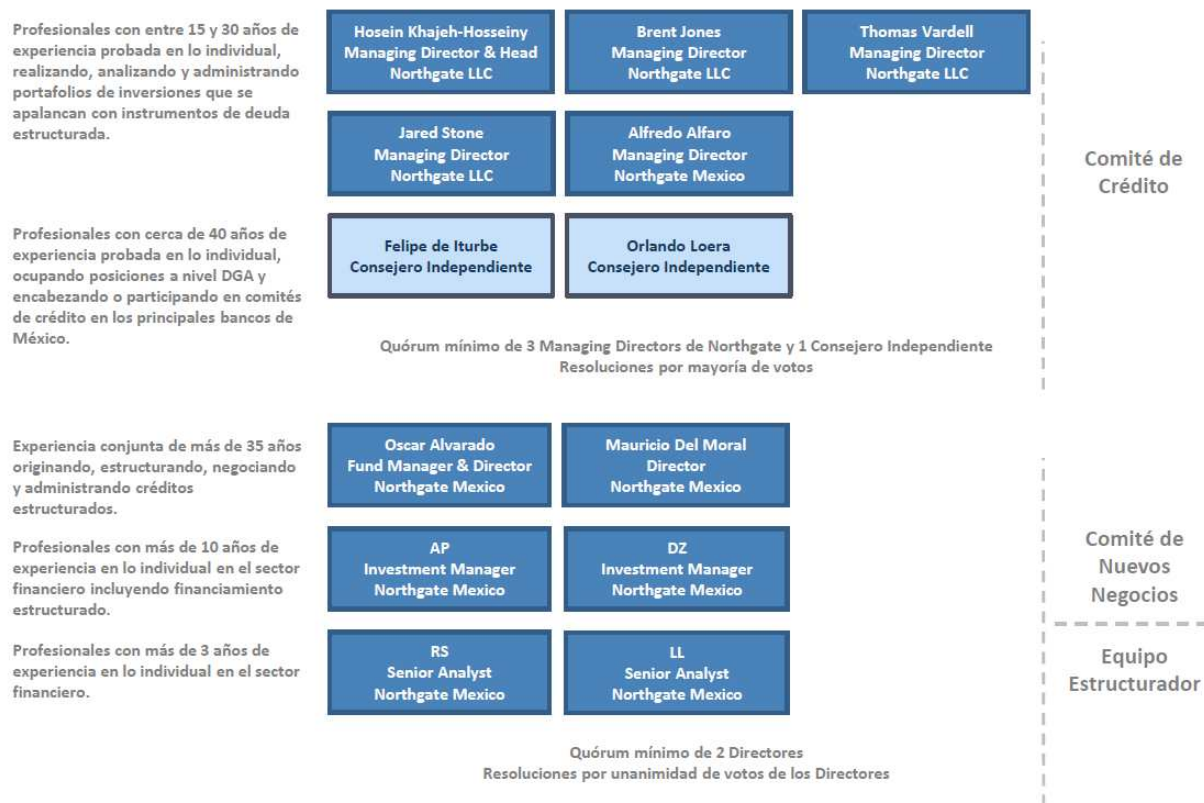 Profesionales con entre 15 y 30 años de
experiencia probada en lo individual,
realizando, analizando y administrando
portafolios de inversiones que se
apalancan con instrumentos de deuda
estructurada.
Hosein Khajeh-Hosseiny
Managing Director & Head
Northgate LLC
Brent Jones
Managing Director
Northgate LLC
Thomas Vardell
Managing Director
Northgate LLC
Jared Stone
Managing Director
Northgate LLC
Alfredo Alfaro
Managing Director
Northgate Mexico
Comité de
Crédito
Profesionales con cerca de 40 años de
experiencia probada en lo individual,
ocupando posiciones a nivel DGA y
encabezando o participando en comités
de crédito en los principales bancos de
México.
Felipe de Iturbe
Consejero Independiente
Orlando Loera
Consejero Independiente
Quórum mínimo de 3 Managing Directors de Northgate y 1 Consejero Independiente
Resoluciones por mayoría de votos
Experiencia conjunta de más de 35 años
originando, estructurando, negociando
y administrando créditos
estructurados.
Oscar Alvarado
Fund Manager & Director
Northgate Mexico
Mauricio Del Moral
Director
Northgate Mexico
Profesionales con más de 10 años de
experiencia en lo individual en el sector
financiero incluyendo financiamiento
estructurado.
AP
Investment Manager
Northgate Mexico
DZ
Investment Manager
Northgate Mexico
Comité de
Nuevos
Negocios
Profesionales con más de 3 años de
experiencia en lo individual en el sector
financiero.
RS
Senior Analyst
Northgate Mexico
LL
Senior Analyst
Northgate Mexico
Equipo
Estructurador
Quórum mínimo de 2 Directores
Resoluciones por unanimidad de votos de los Directores